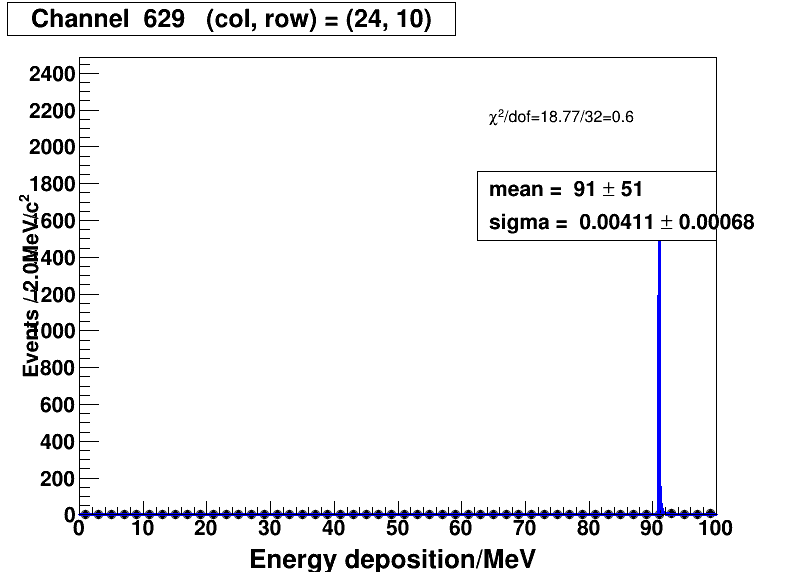 Channel  629   (col, row) = (24, 10)
χ²/dof=18.77/32=0.6
mean =  91 ± 51
sigma =  0.00411 ± 0.00068
Events / 2.0MeV/c²
2400
2200
2000
1800
1600
1400
1200
1000
800
600
400
200
0
0 10 20 30 40 50 60 70 80 90 100
Energy deposition/MeV